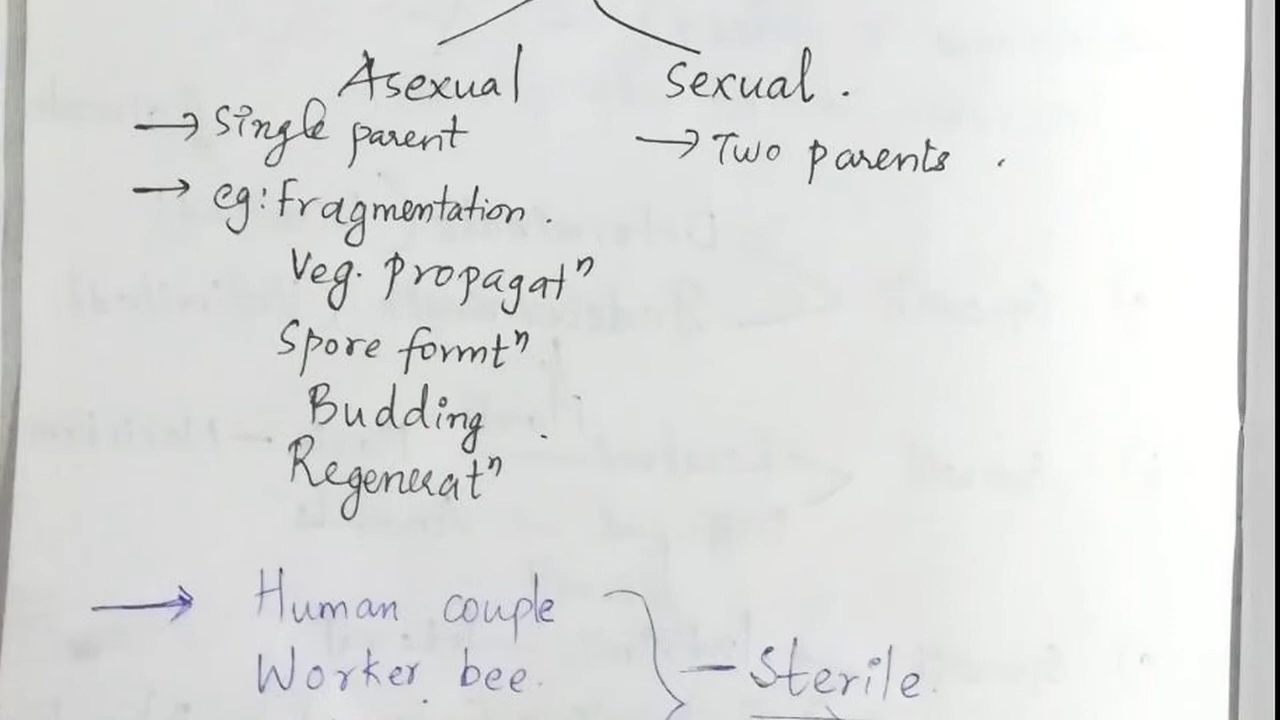 Asexual Sexual.
→ Single parent → Two parents.
→ eg: fragmentation.
Veg. propagatⁿ
Spore formtⁿ
Budding
Regeneratⁿ
→ Human couple
Worker bee. — Sterile